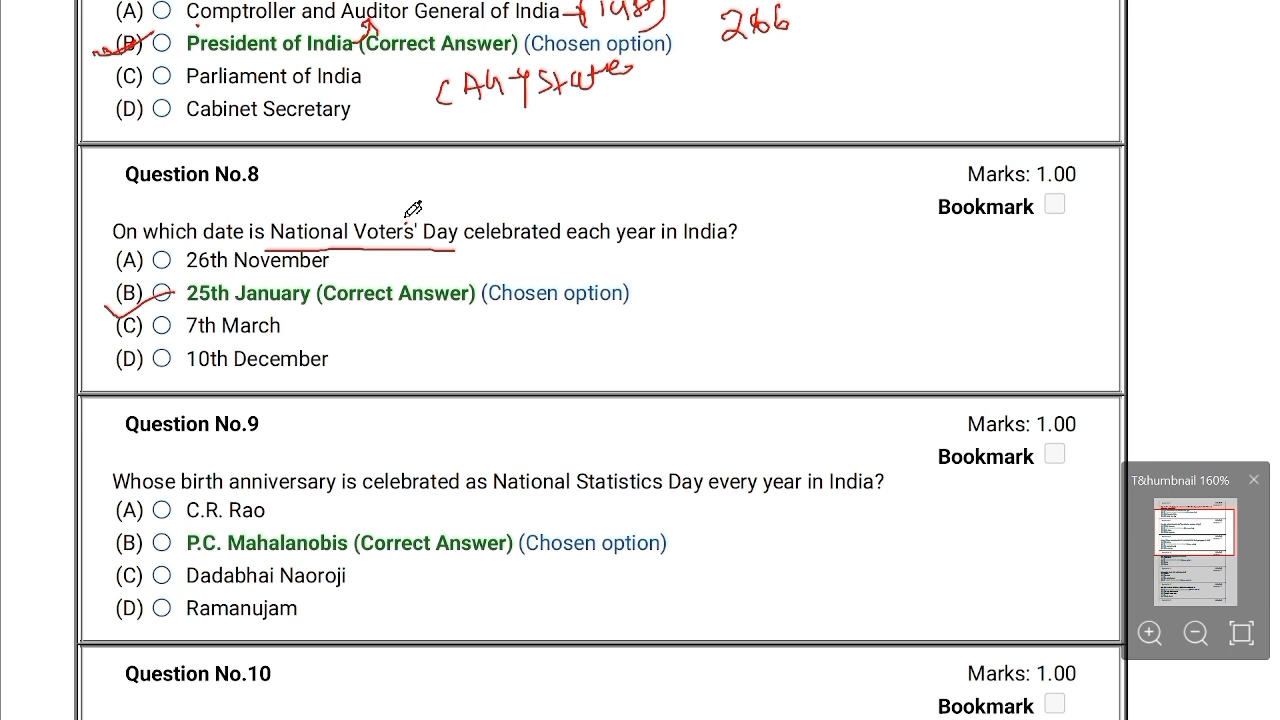 (A) Comptroller and Auditor General of India
(B) President of India (Correct Answer) (Chosen option) 266
(C) Parliament of India
(D) Cabinet Secretary
Question No.8 Marks: 1.00
Bookmark
On which date is National Voters' Day celebrated each year in India?
(A) 26th November
(B) 25th January (Correct Answer) (Chosen option)
(C) 7th March
(D) 10th December
Question No.9 Marks: 1.00
Bookmark
Whose birth anniversary is celebrated as National Statistics Day every year in India?
(A) C.R. Rao
(B) P.C. Mahalanobis (Correct Answer) (Chosen option)
(C) Dadabhai Naoroji
(D) Ramanujam
T&humbnail 160%
Question No.10 Marks: 1.00
Bookmark